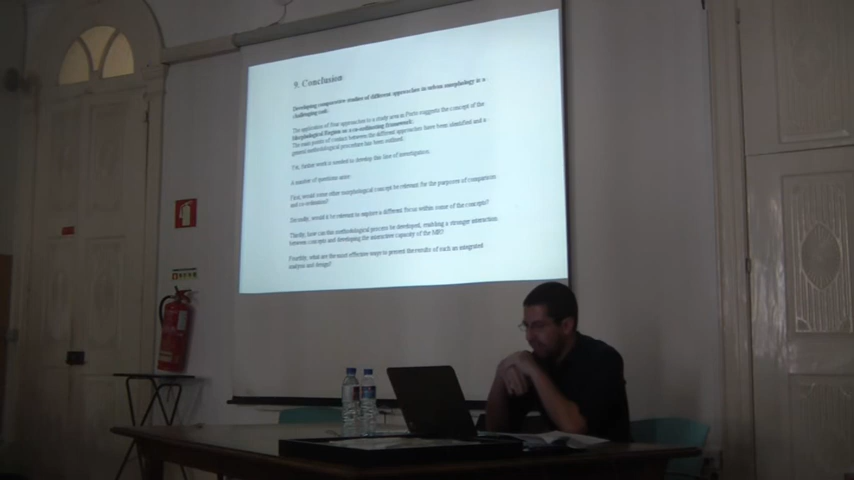 9. Conclusion
Developing comparative studies of different approaches in urban morphology is a
challenging task.
The application of four approaches to a study area in Porto suggests the concept of the
Morphological Region as a co-ordinating framework.
The main points of contact between the different approaches have been identified and a
general methodological procedure has been outlined.
Yet, further work is needed to develop this line of investigation.
A number of questions arise:
First, would some other morphological concept be relevant for the purposes of comparison
and co-ordination?
Secondly, would it be relevant to explore a different focus within some of the concepts?
Thirdly, how can this methodological process be developed, enabling a stronger interaction
between concepts and developing the interactive capacity of the MR?
Fourthly, what are the most effective ways to present the results of such an integrated
analysis and design?